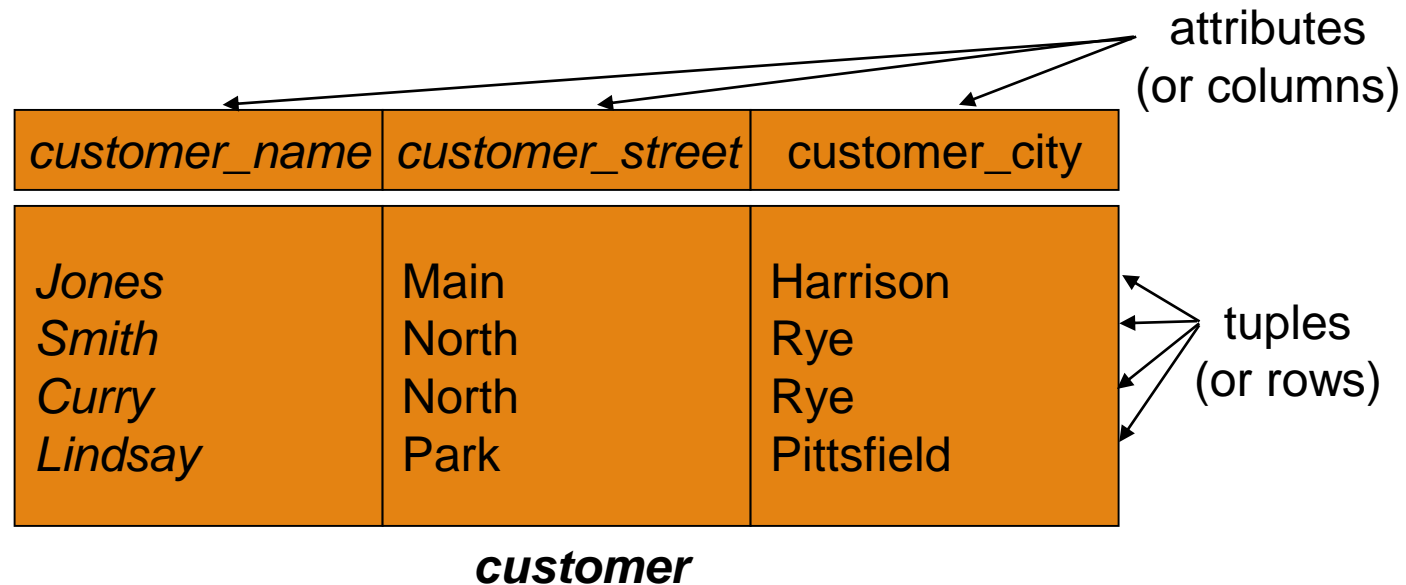 attributes
(or columns)
customer_name customer_street customer_city
Jones Main Harrison
Smith North Rye
Curry North Rye
Lindsay Park Pittsfield
tuples
(or rows)
customer